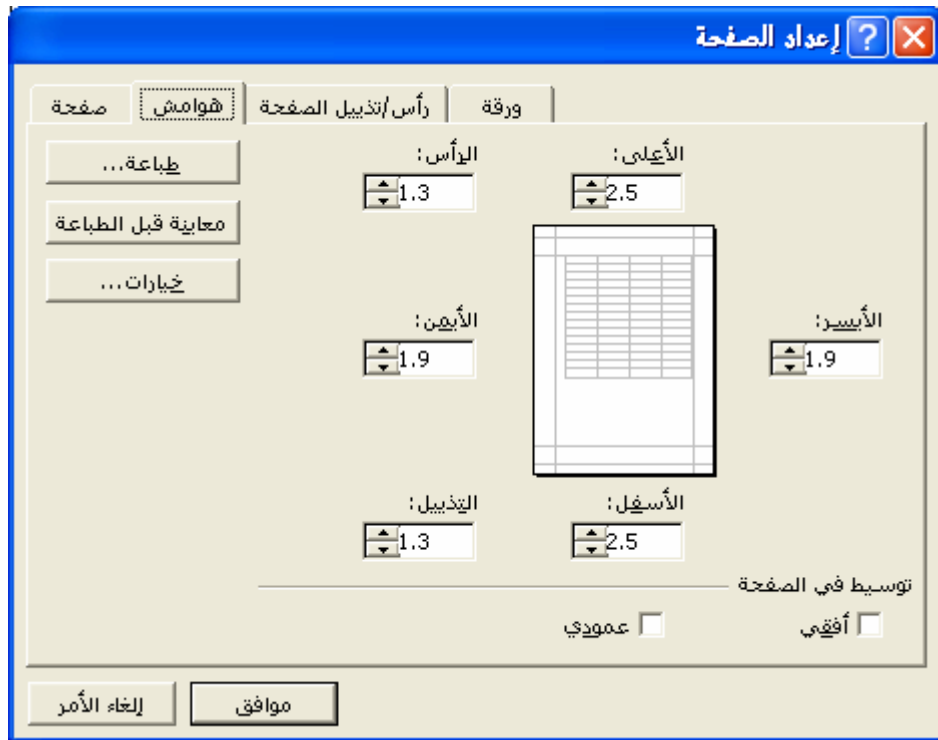 إعداد الصفحة
صفحة هوامش رأس/تذييل الصفحة ورقة
الأعلى: الرأس: طباعة...
2.5 1.3
معاينة قبل الطباعة
خيارات...
الأيسر: الأيمن:
1.9 1.9
الأسفل: التذييل:
2.5 1.3
توسيط في الصفحة
أفقي عمودي
موافق إلغاء الأمر